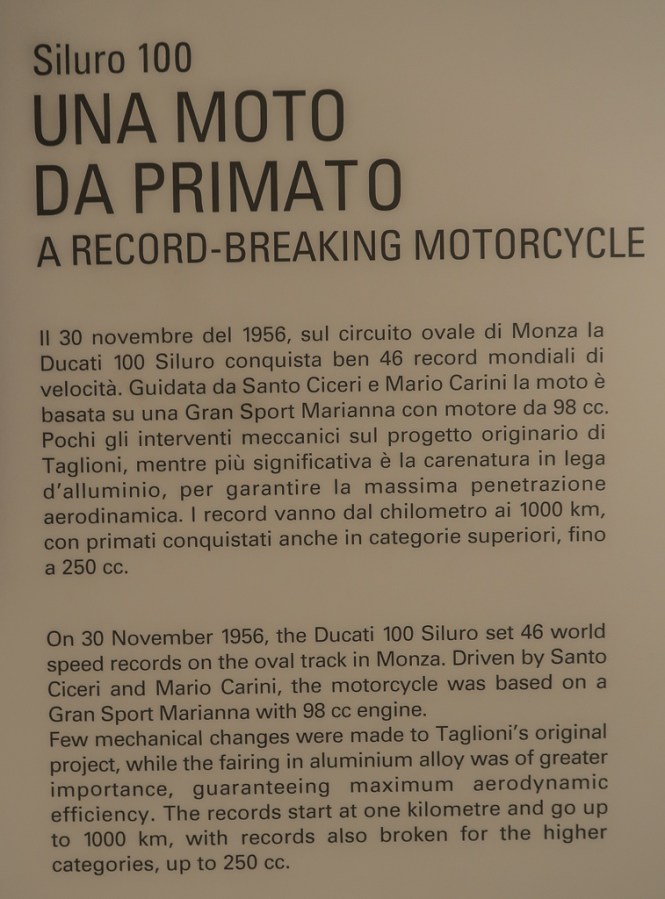 Siluro 100
UNA MOTO
DA PRIMATO
A RECORD-BREAKING MOTORCYCLE
Il 30 novembre del 1956, sul circuito ovale di Monza la
Ducati 100 Siluro conquista ben 46 record mondiali di
velocità. Guidata da Santo Ciceri e Mario Carini la moto è
basata su una Gran Sport Marianna con motore da 98 cc.
Pochi gli interventi meccanici sul progetto originario di
Taglioni, mentre più significativa è la carenatura in lega
d'alluminio, per garantire la massima penetrazione
aerodinamica. I record vanno dal chilometro ai 1000 km,
con primati conquistati anche in categorie superiori, fino
a 250 cc.
On 30 November 1956, the Ducati 100 Siluro set 46 world
speed records on the oval track in Monza. Driven by Santo
Ciceri and Mario Carini, the motorcycle was based on a
Gran Sport Marianna with 98 cc engine.
Few mechanical changes were made to Taglioni's original
project, while the fairing in aluminium alloy was of greater
importance, guaranteeing maximum aerodynamic
efficiency. The records start at one kilometre and go up
to 1000 km, with records also broken for the higher
categories, up to 250 cc.